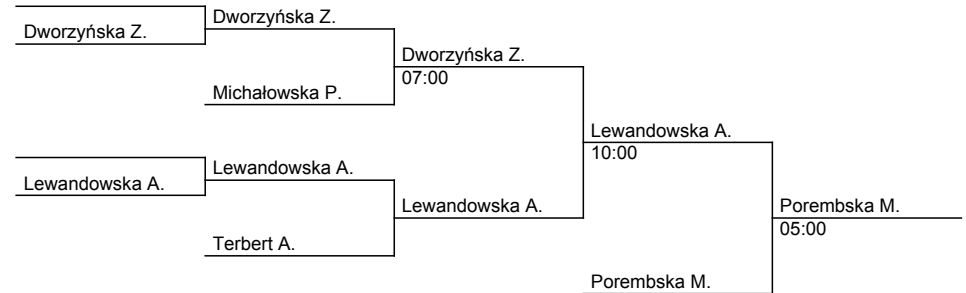 Dworzyńska Z.
Dworzyńska Z.
Dworzyńska Z.
07:00
Michałowska P.
Lewandowska A.
10:00
Lewandowska A.
Lewandowska A.
Lewandowska A.
Porembska M.
05:00
Terbert A.
Porembska M.